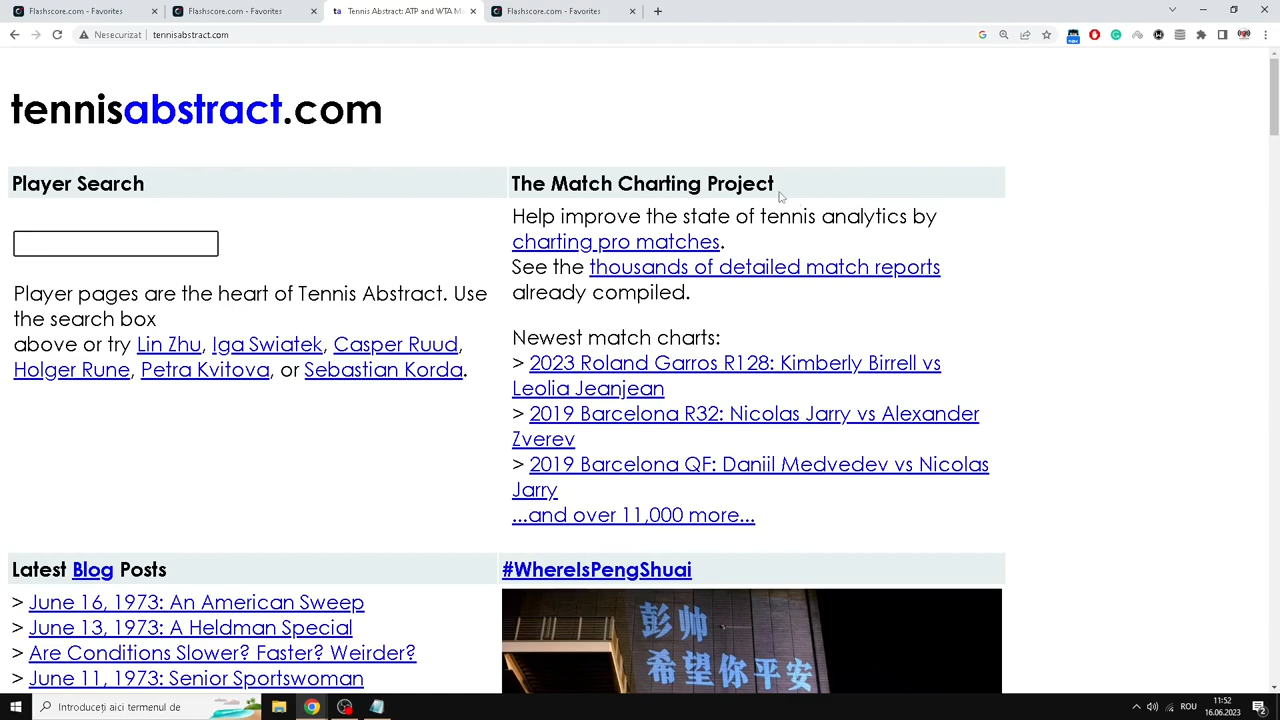 Flashscore.com - Favorites
Flashscore.com - Favorites
ta Tennis Abstract: ATP and WTA Ma
Flashscore.com - Favorites
Nesecurizat
tennisabstract.com
tennisabstract.com
Player Search
The Match Charting Project
Help improve the state of tennis analytics by
charting pro matches.
See the thousands of detailed match reports
already compiled.
Player pages are the heart of Tennis Abstract. Use
the search box
above or try Lin Zhu, Iga Swiatek, Casper Ruud,
Holger Rune, Petra Kvitova, or Sebastian Korda.
Newest match charts:
> 2023 Roland Garros R128: Kimberly Birrell vs
Leolia Jeanjean
> 2019 Barcelona R32: Nicolas Jarry vs Alexander
Zverev
> 2019 Barcelona QF: Daniil Medvedev vs Nicolas
Jarry
...and over 11,000 more...
Latest Blog Posts
> June 16, 1973: An American Sweep
> June 13, 1973: A Heldman Special
> Are Conditions Slower? Faster? Weirder?
> June 11, 1973: Senior Sportswoman
#WhereIsPengShuai
彭帅
希望你平安
Introduceți aici termenul de
ROU
11:52
16.06.2023
2